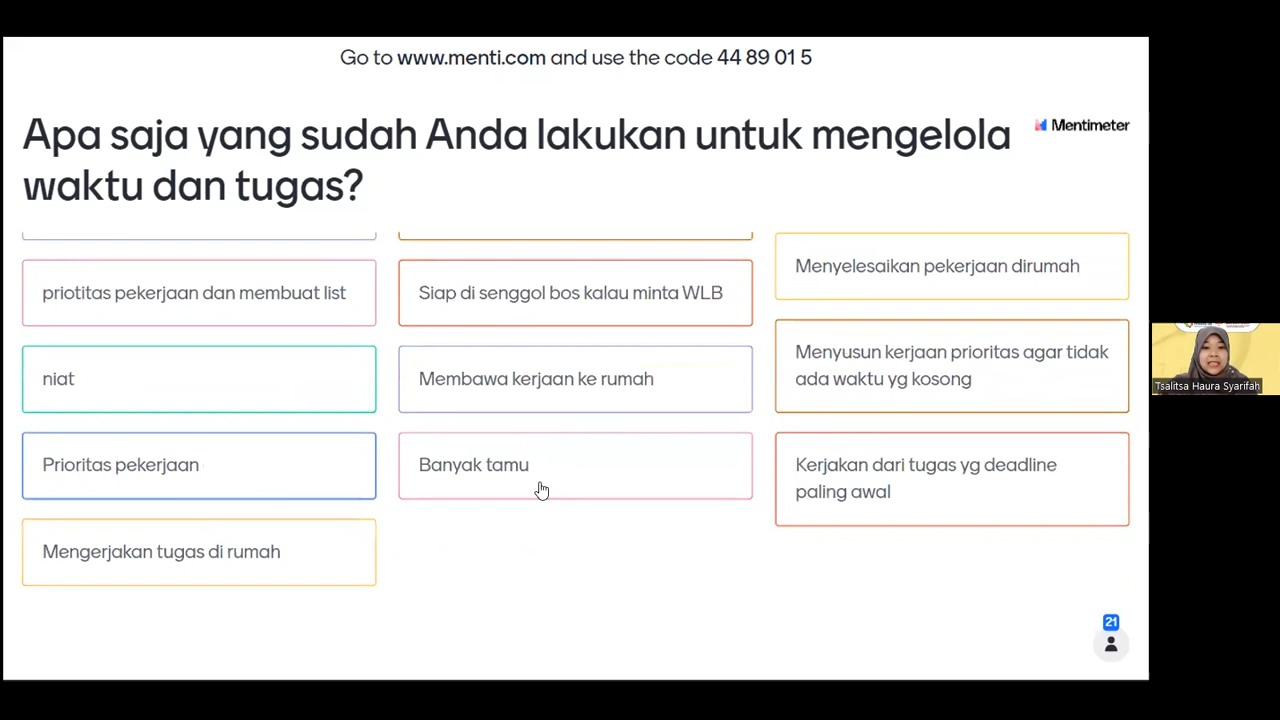 Go to www.menti.com and use the code 44 89 01 5
Apa saja yang sudah Anda lakukan untuk mengelola
waktu dan tugas?
Mentimeter
priotitas pekerjaan dan membuat list
niat
Prioritas pekerjaan
Mengerjakan tugas di rumah
Siap di senggol bos kalau minta WLB
Membawa kerjaan ke rumah
Banyak tamu
Menyelesaikan pekerjaan dirumah
Menyusun kerjaan prioritas agar tidak
ada waktu yg kosong
Kerjakan dari tugas yg deadline
paling awal
21
Tsalitsa Haura Syarifah